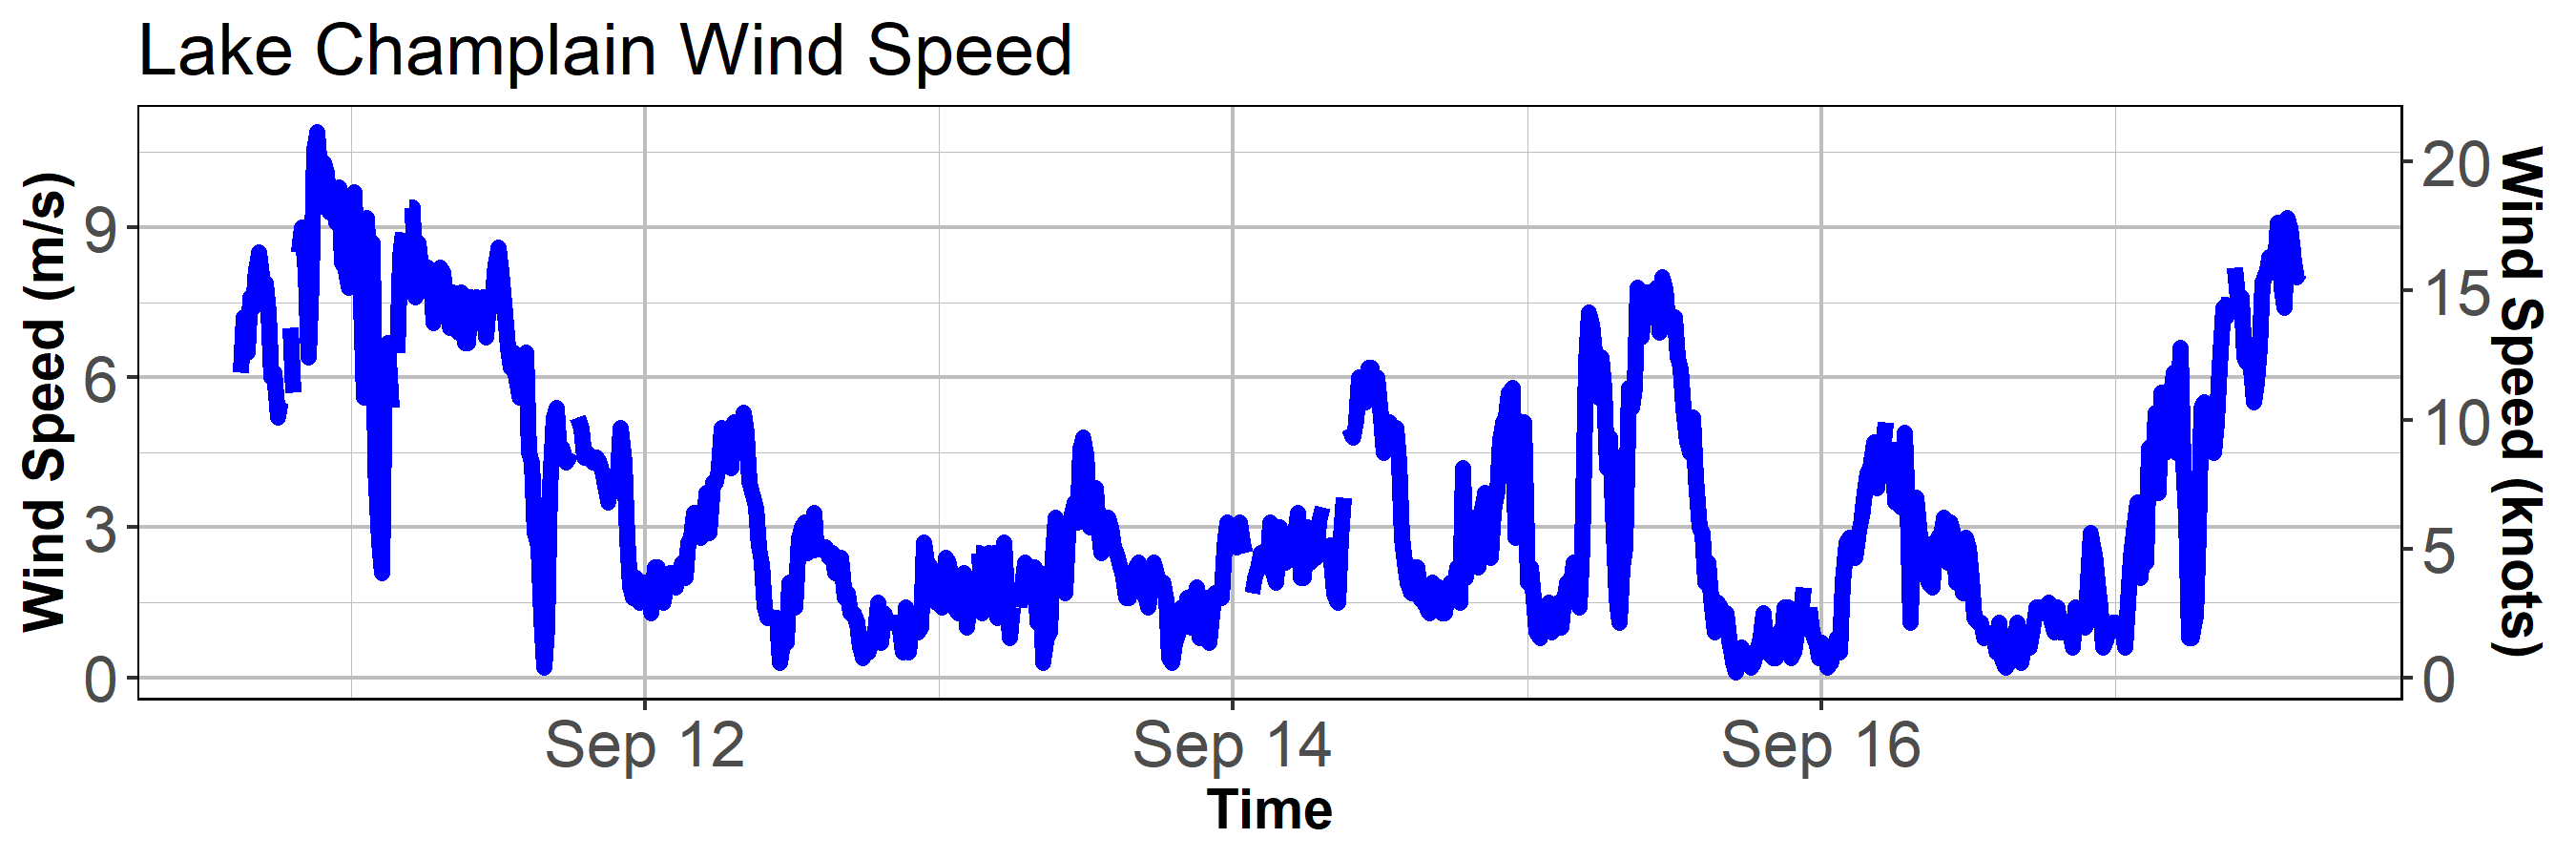 Lake Champlain Wind Speed
Wind Speed (m/s)
9
6
3
0
20
15
10
5
0
Wind Speed (knots)
Sep 12 Sep 14 Sep 16
Time